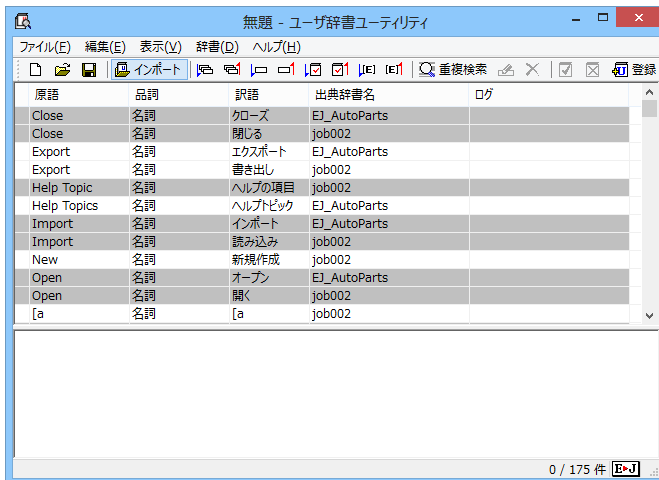 無題 - ユーザ辞書ユーティリティ
ファイル(F) 編集(E) 表示(V) 辞書(D) ヘルプ(H)
インポート 重複検索 登録
原語 品詞 訳語 出典辞書名 ログ
Close 名詞 クローズ EJ_AutoParts
Close 名詞 閉じる job002
Export 名詞 エクスポート EJ_AutoParts
Export 名詞 書き出し job002
Help Topic 名詞 ヘルプの項目 job002
Help Topics 名詞 ヘルプトピック EJ_AutoParts
Import 名詞 インポート EJ_AutoParts
Import 名詞 読み込み job002
New 名詞 新規作成 job002
Open 名詞 オープン EJ_AutoParts
Open 名詞 開く job002
[a 名詞 [a job002
0 / 175 件 E▸J